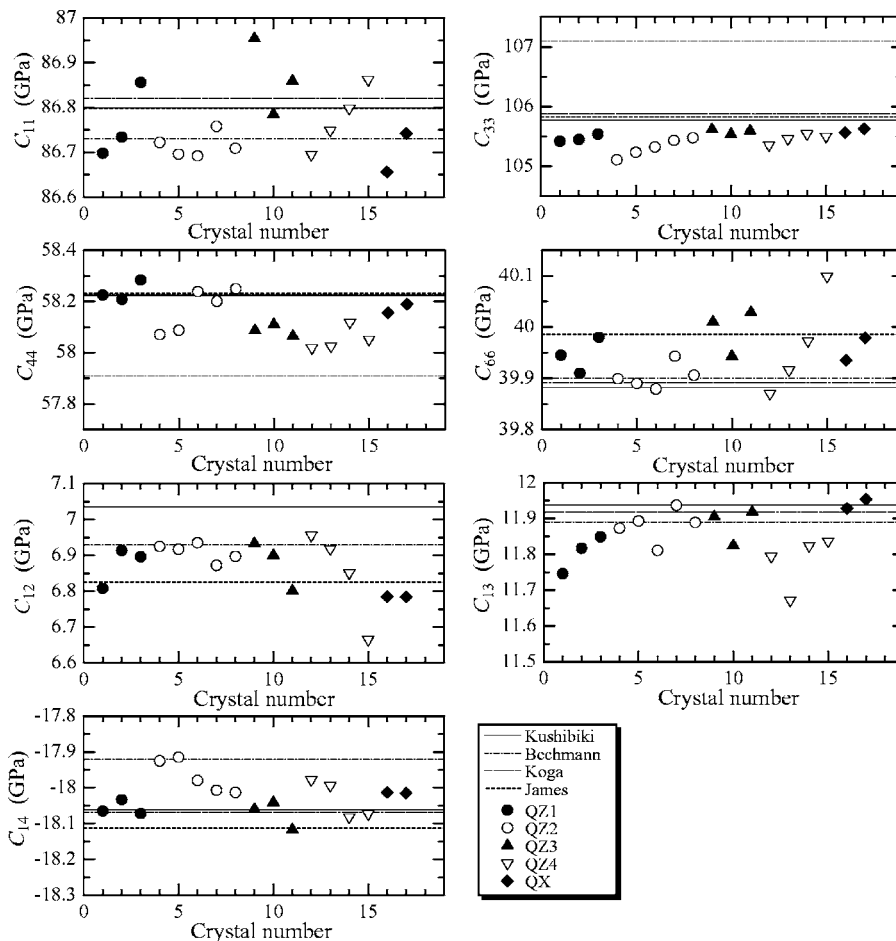 87
86.9
86.8
86.7
86.6
C11 (GPa)
0 5 10 15
Crystal number
107
106
105
C33 (GPa)
0 5 10 15
Crystal number
58.4
58.2
58
57.8
C44 (GPa)
0 5 10 15
Crystal number
40.1
40
39.9
39.8
C66 (GPa)
0 5 10 15
Crystal number
7.1
7
6.9
6.8
6.7
6.6
C12 (GPa)
0 5 10 15
Crystal number
12
11.9
11.8
11.7
11.6
11.5
C13 (GPa)
0 5 10 15
Crystal number
-17.8
-17.9
-18
-18.1
-18.2
-18.3
C14 (GPa)
0 5 10 15
Crystal number
Kushibiki
Bechmann
Koga
James
QZ1
QZ2
QZ3
QZ4
QX